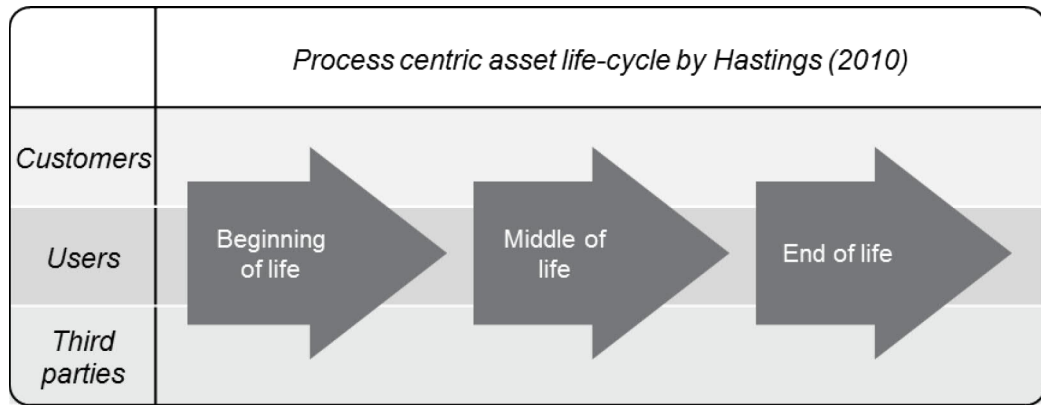 Process centric asset life-cycle by Hastings (2010)
Customers
Users
Third
parties
Beginning
of life
Middle of
life
End of life